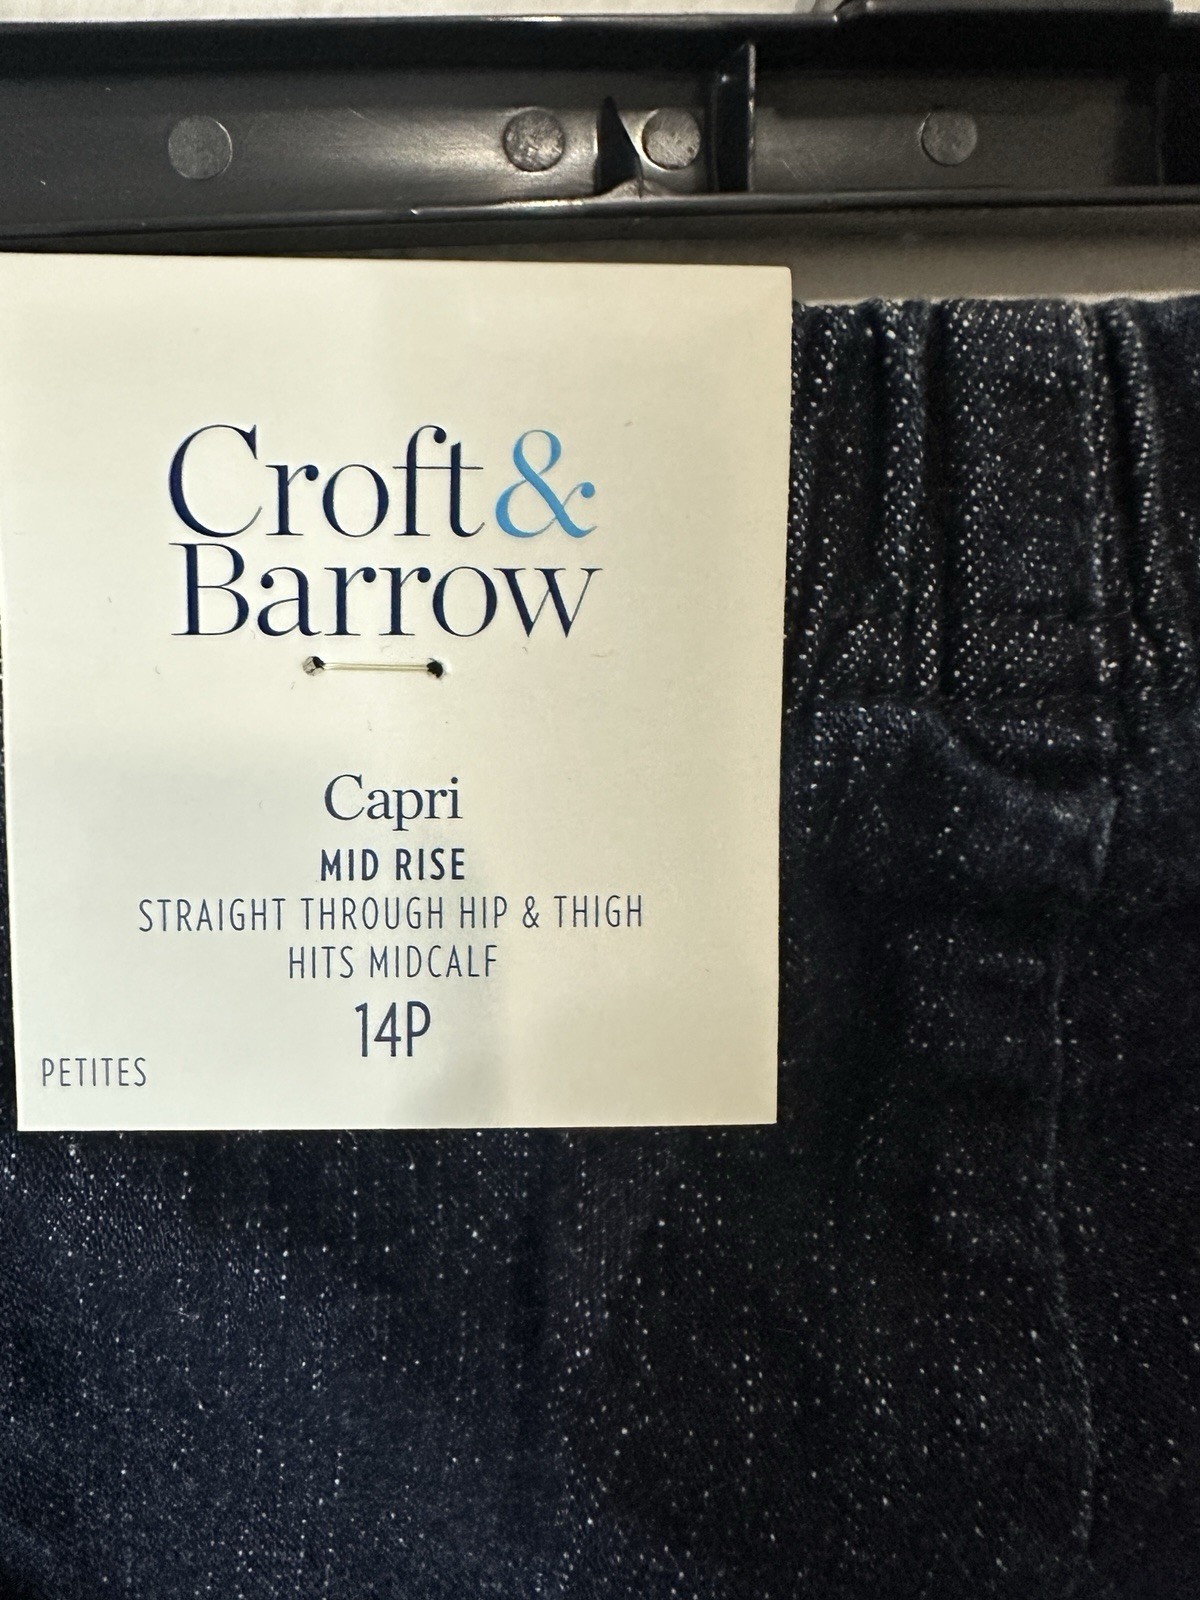 Croft &
Barrow
Capri
MID RISE
STRAIGHT THROUGH HIP & THIGH
HITS MIDCALF
14P
PETITES